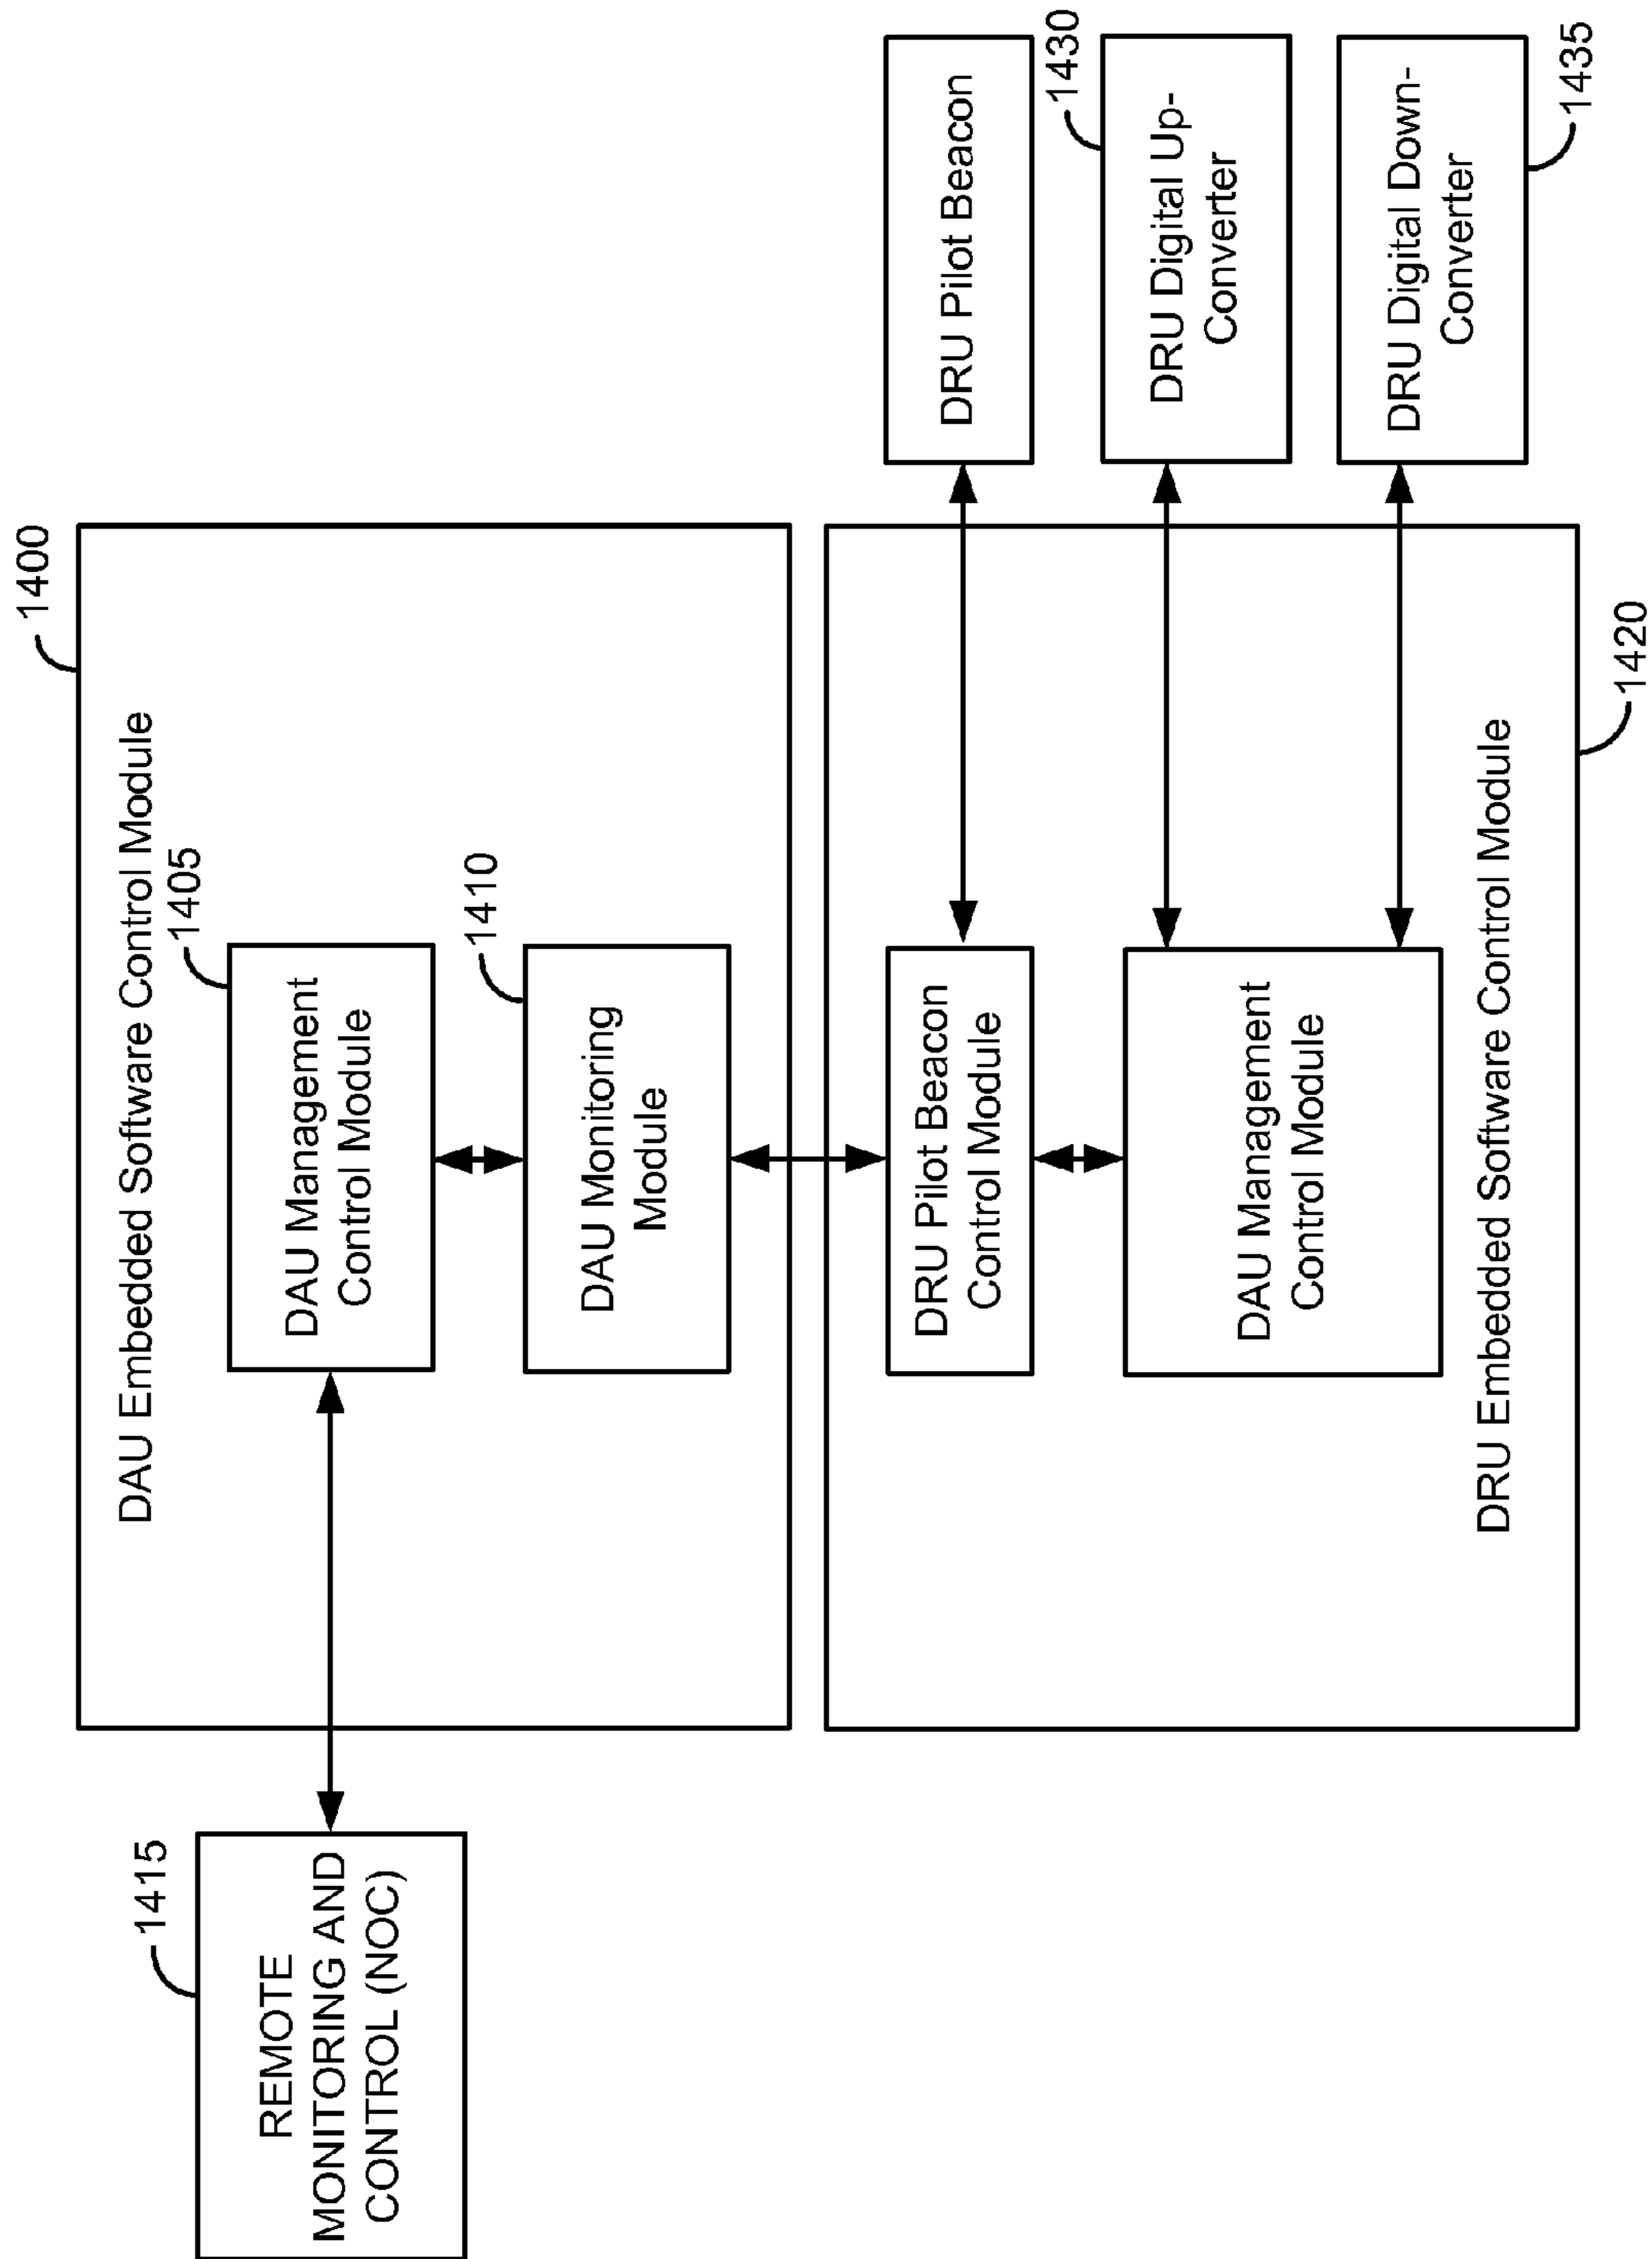 1400
DAU Embedded Software Control Module
1405
DAU Management
Control Module
1410
DAU Monitoring
Module
1415
REMOTE
MONITORING AND
CONTROL (NOC)
DRU Pilot Beacon
Control Module
DAU Management
Control Module
DRU Embedded Software Control Module
1420
DRU Pilot Beacon
1430
DRU Digital Up-
Converter
DRU Digital Down-
Converter
1435